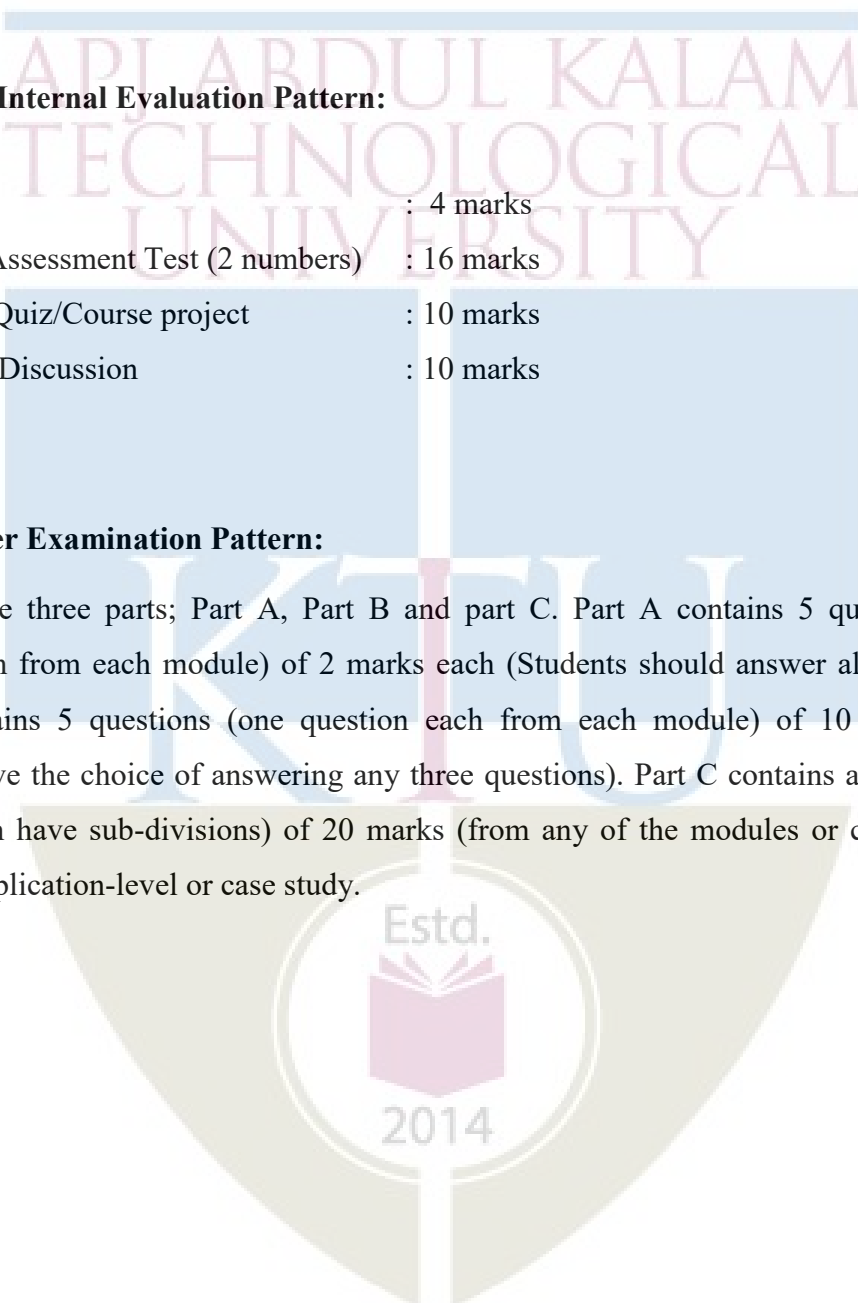 APJ ABDUL KALAM
TECHNOLOGICAL
UNIVERSITY
Internal Evaluation Pattern:
: 4 marks
Assessment Test (2 numbers) : 16 marks
Quiz/Course project : 10 marks
Discussion : 10 marks
er Examination Pattern:
e three parts; Part A, Part B and part C. Part A contains 5 qu
n from each module) of 2 marks each (Students should answer al
ins 5 questions (one question each from each module) of 10
ve the choice of answering any three questions). Part C contains a
n have sub-divisions) of 20 marks (from any of the modules or c
plication-level or case study.
KTU
Estd.
2014